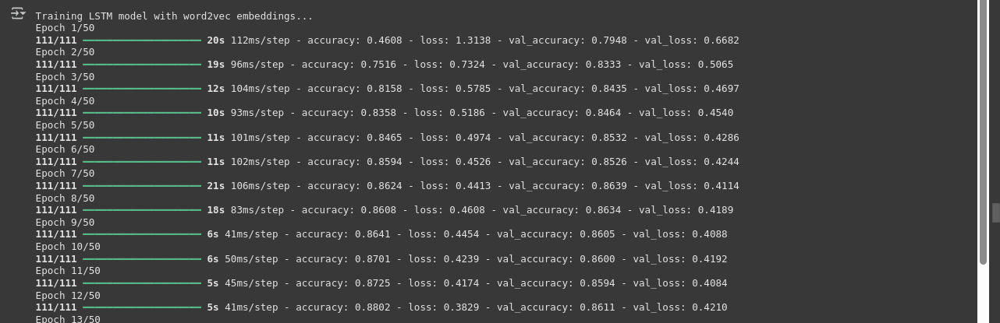 Training LSTM model with word2vec embeddings...
Epoch 1/50
111/111 20s 112ms/step - accuracy: 0.4608 - loss: 1.3138 - val_accuracy: 0.7948 - val_loss: 0.6682
Epoch 2/50
111/111 19s 96ms/step - accuracy: 0.7516 - loss: 0.7324 - val_accuracy: 0.8333 - val_loss: 0.5065
Epoch 3/50
111/111 12s 104ms/step - accuracy: 0.8158 - loss: 0.5785 - val_accuracy: 0.8435 - val_loss: 0.4697
Epoch 4/50
111/111 10s 93ms/step - accuracy: 0.8358 - loss: 0.5186 - val_accuracy: 0.8464 - val_loss: 0.4540
Epoch 5/50
111/111 11s 101ms/step - accuracy: 0.8465 - loss: 0.4974 - val_accuracy: 0.8532 - val_loss: 0.4286
Epoch 6/50
111/111 11s 102ms/step - accuracy: 0.8594 - loss: 0.4526 - val_accuracy: 0.8526 - val_loss: 0.4244
Epoch 7/50
111/111 21s 106ms/step - accuracy: 0.8624 - loss: 0.4413 - val_accuracy: 0.8639 - val_loss: 0.4114
Epoch 8/50
111/111 18s 83ms/step - accuracy: 0.8608 - loss: 0.4608 - val_accuracy: 0.8634 - val_loss: 0.4189
Epoch 9/50
111/111 6s 41ms/step - accuracy: 0.8641 - loss: 0.4454 - val_accuracy: 0.8605 - val_loss: 0.4088
Epoch 10/50
111/111 6s 50ms/step - accuracy: 0.8701 - loss: 0.4239 - val_accuracy: 0.8600 - val_loss: 0.4192
Epoch 11/50
111/111 5s 45ms/step - accuracy: 0.8725 - loss: 0.4174 - val_accuracy: 0.8594 - val_loss: 0.4084
Epoch 12/50
111/111 5s 41ms/step - accuracy: 0.8802 - loss: 0.3829 - val_accuracy: 0.8611 - val_loss: 0.4210
Epoch 13/50